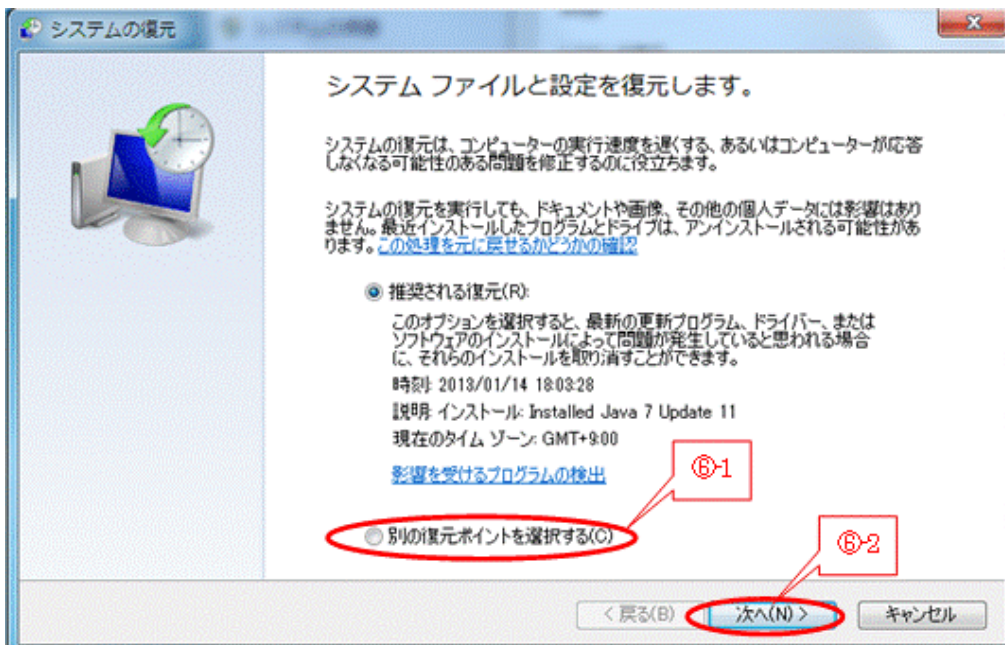 システムの復元
システム ファイルと設定を復元します。
システムの復元は、コンピューターの実行速度を遅くする、あるいはコンピューターが応答
しなくなる可能性のある問題を修正するのに役立ちます。
システムの復元を実行しても、ドキュメントや画像、その他の個人データには影響はあり
ません。最近インストールしたプログラムとドライブは、アンインストールされる可能性があ
ります。この処理を元に戻せるかどうかの確認
推奨される復元(R):
このオプションを選択すると、最新の更新プログラム、ドライバー、または
ソフトウェアのインストールによって問題が発生していると思われる場合
に、それらのインストールを取り消すことができます。
時刻: 2013/01/14 18:03:28
説明: インストール: Installed Java 7 Update 11
現在のタイム ゾーン: GMT+9:00
影響を受けるプログラムの検出
⑥-1
別の復元ポイントを選択する(C)
⑥-2
< 戻る(B)
次へ(N) >
キャンセル